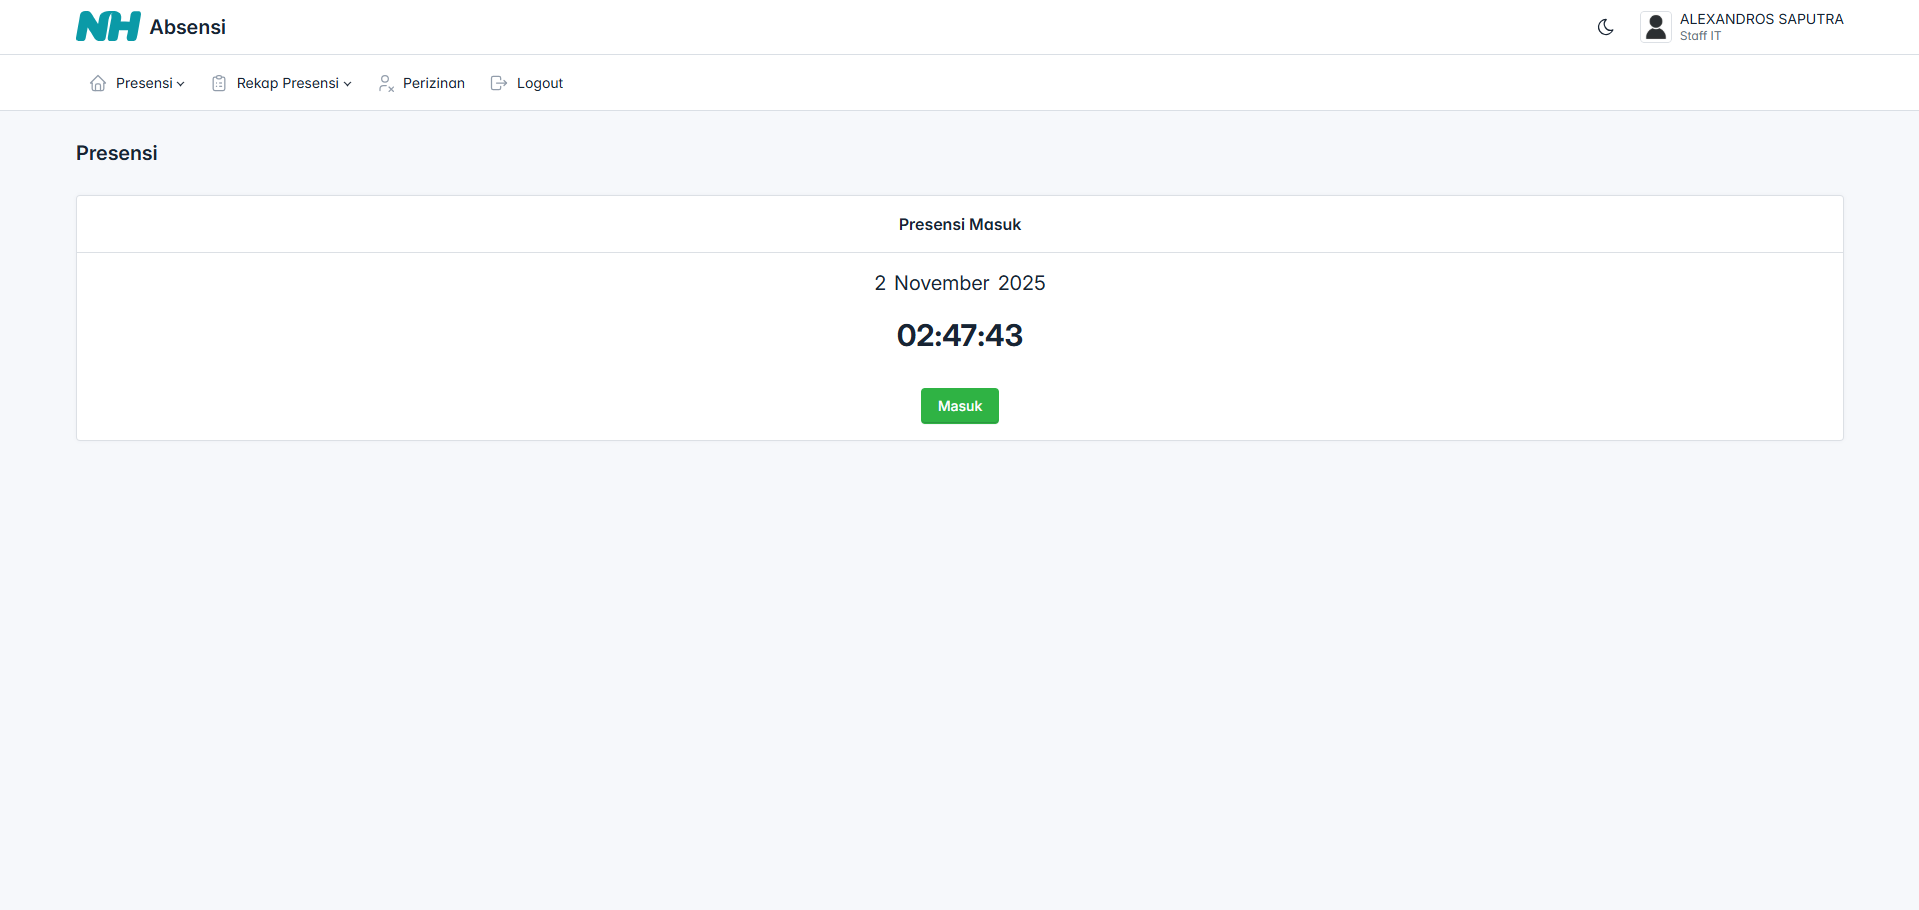 NH Absensi
ALEXANDROS SAPUTRA
Staff IT
Presensi Rekap Presensi Perizinan Logout
Presensi
Presensi Masuk
2 November 2025
02:47:43
Masuk